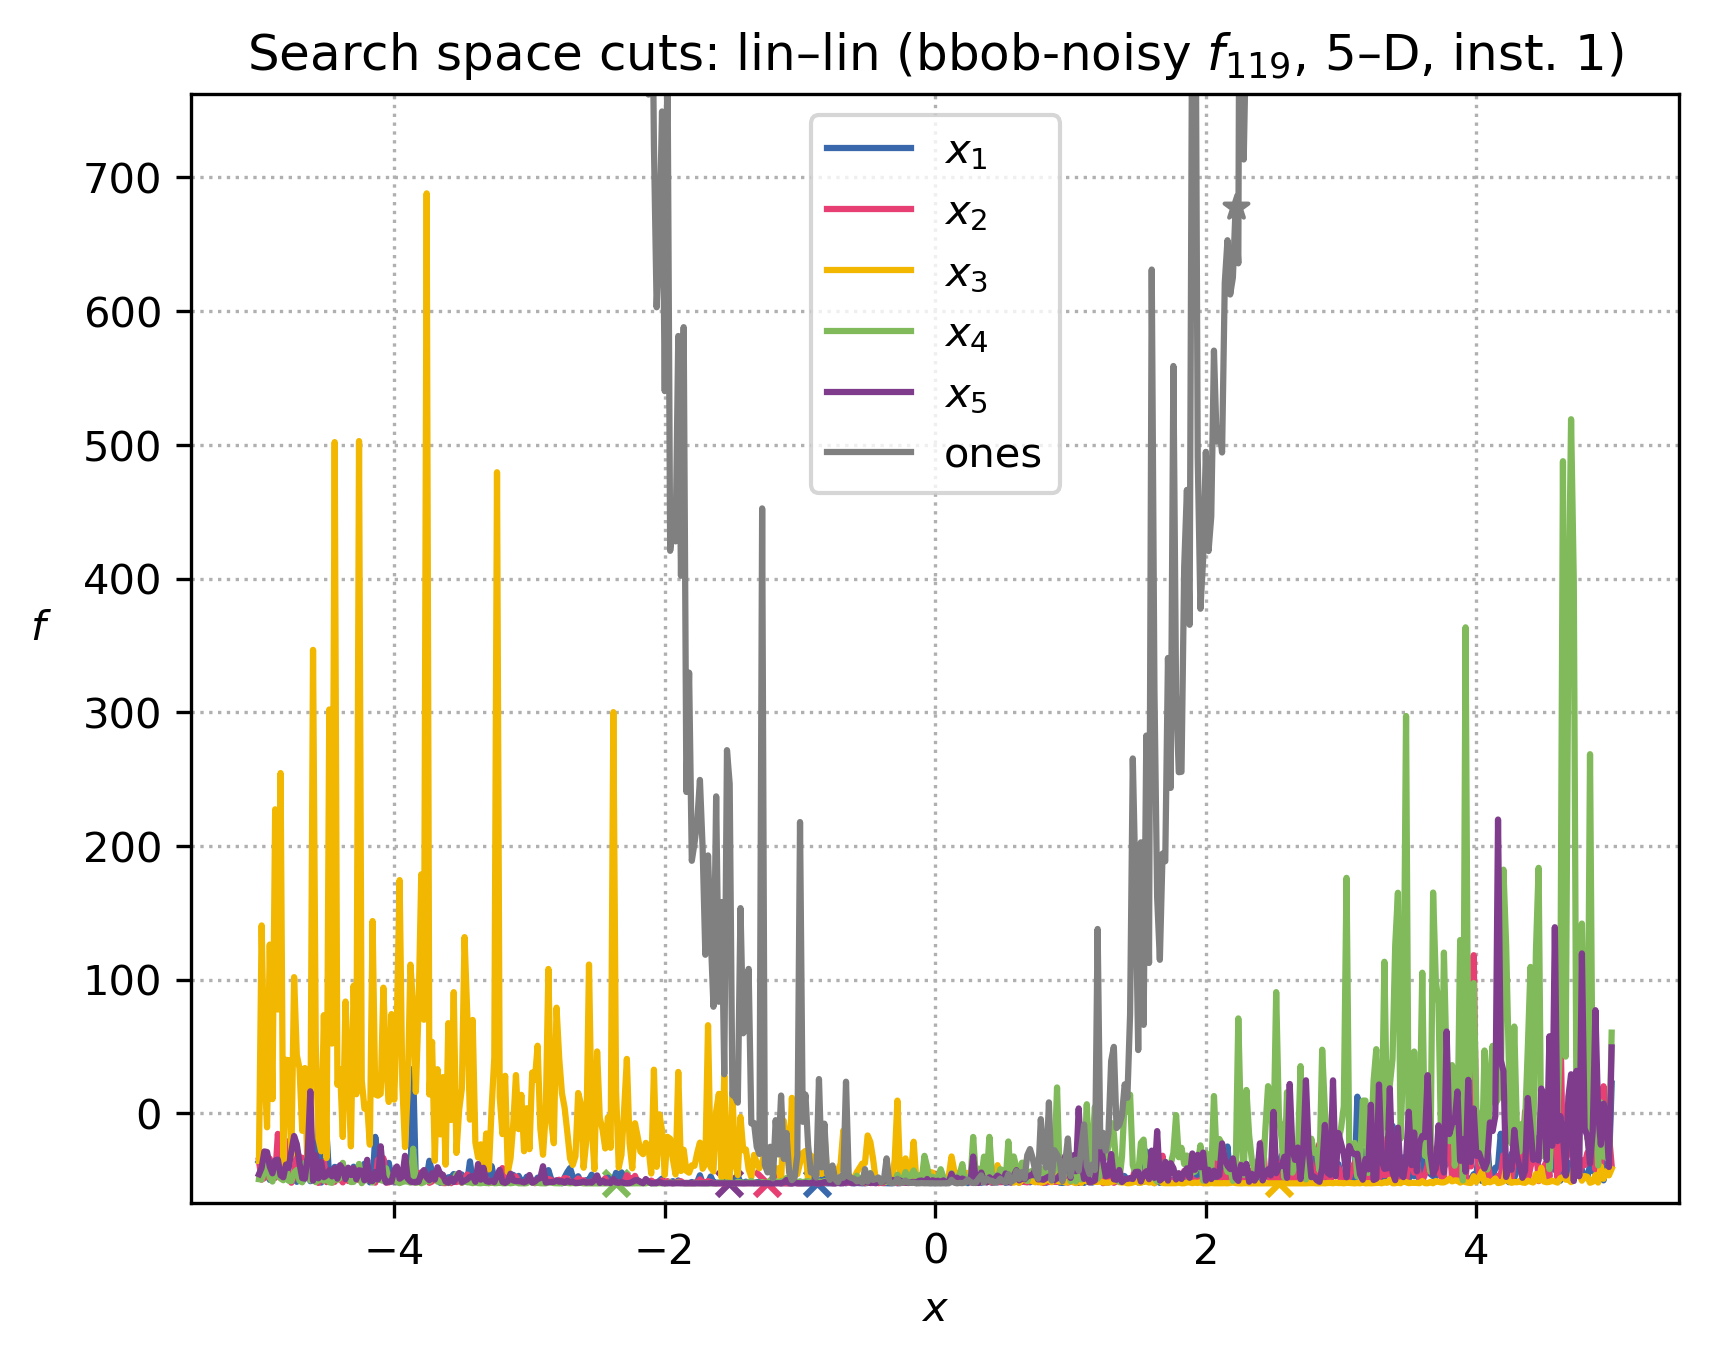 Search space cuts: lin–lin (bbob-noisy f₁₁₉, 5–D, inst. 1)
x₁
x₂
x₃
x₄
x₅
ones
700
600
500
400
300
200
100
0
f
−4 −2 0 2 4
x